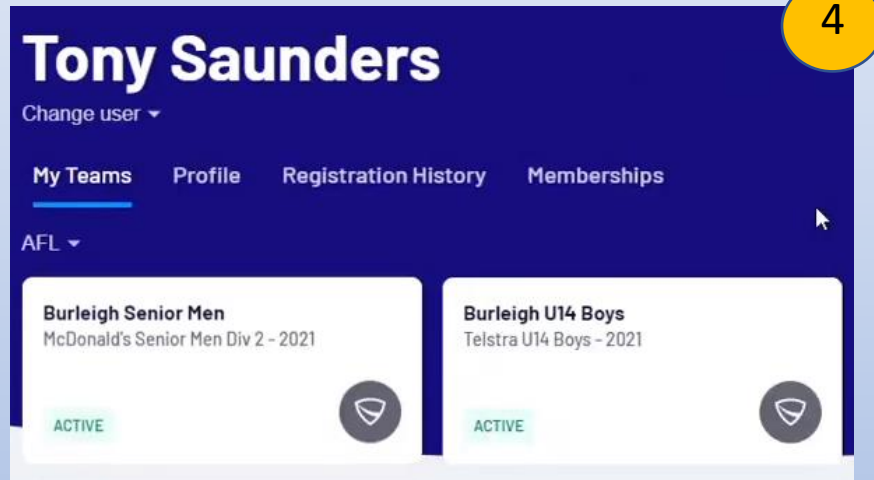 4
Tony Saunders
Change user
My Teams Profile Registration History Memberships
AFL
Burleigh Senior Men
McDonald's Senior Men Div 2 - 2021
ACTIVE
Burleigh U14 Boys
Telstra U14 Boys - 2021
ACTIVE